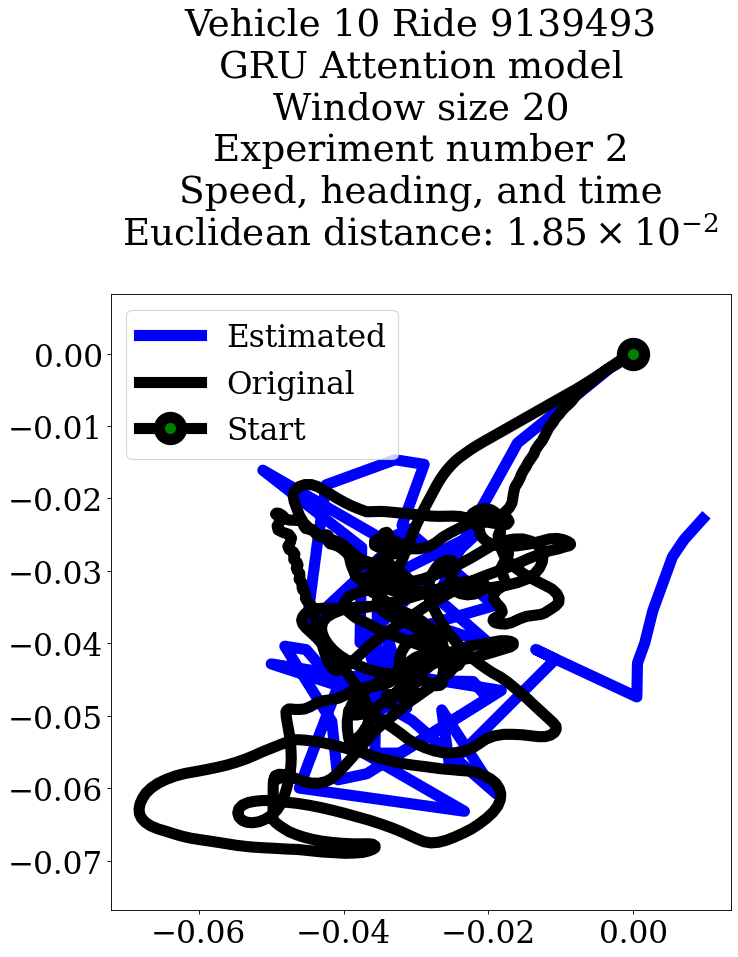 Vehicle 10 Ride 9139493
GRU Attention model
Window size 20
Experiment number 2
Speed, heading, and time
Euclidean distance: 1.85 × 10⁻²
Estimated
Original
Start
0.00
−0.01
−0.02
−0.03
−0.04
−0.05
−0.06
−0.07
−0.06 −0.04 −0.02 0.00